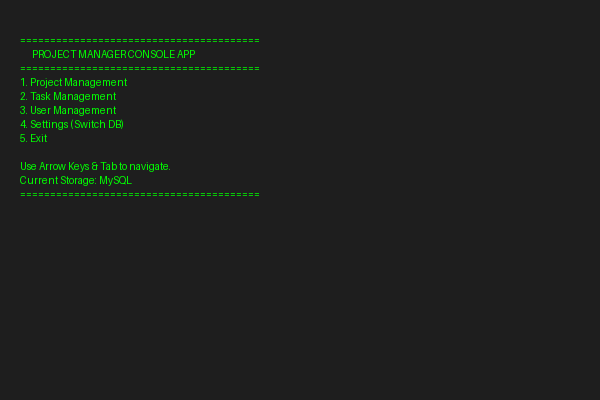 ========================================
PROJECT MANAGER CONSOLE APP
========================================
1. Project Management
2. Task Management
3. User Management
4. Settings (Switch DB)
5. Exit
Use Arrow Keys & Tab to navigate.
Current Storage: MySQL
========================================